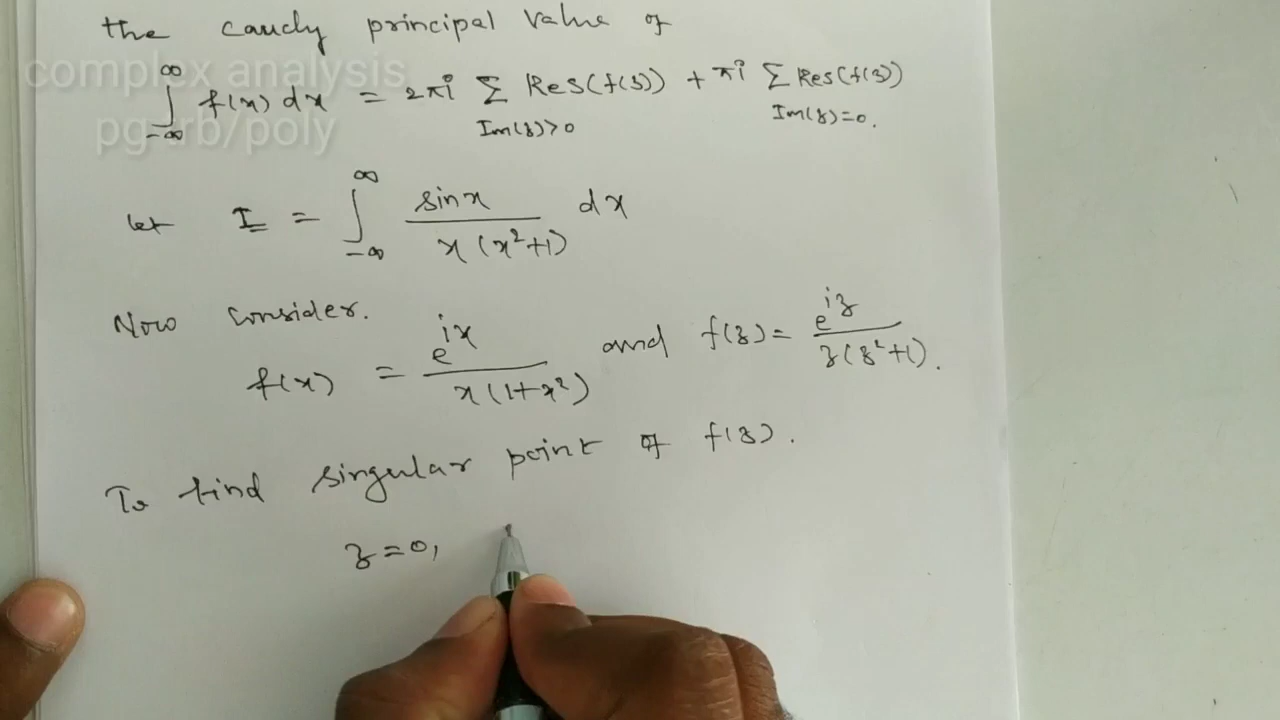 the caucly principal value of
complex analysis
∫_{-∞}^{∞} f(x) dx = 2πi Σ_{Im(z)>0} Res(f(z)) + πi Σ_{Im(z)=0.} Res(f(z))
pg trb/poly
let I = ∫_{-∞}^{∞} sinx / x(x²+1) dx
Now consider.
f(x) = e^{ix} / x(1+x²) and f(z) = e^{iz} / z(z²+1).
To find singular point of f(z).
z=0,